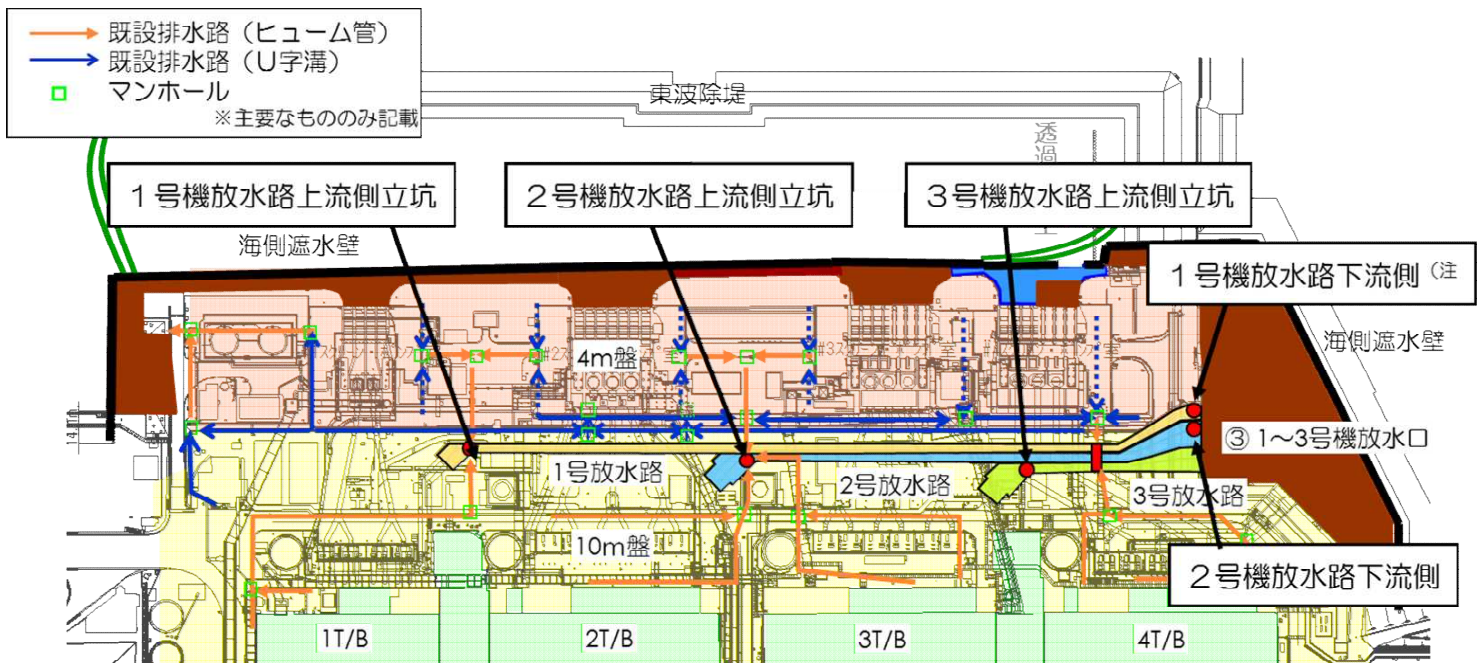 既設排水路（ヒューム管）
既設排水路（U字溝）
マンホール
※主要なもののみ記載
東波除堤
1号機放水路上流側立坑
2号機放水路上流側立坑
3号機放水路上流側立坑
海側遮水壁
1号機放水路下流側（注
海側遮水壁
4m盤
③ 1～3号機放水口
1号放水路
2号放水路
3号放水路
10m盤
2号機放水路下流側
1T/B
2T/B
3T/B
4T/B